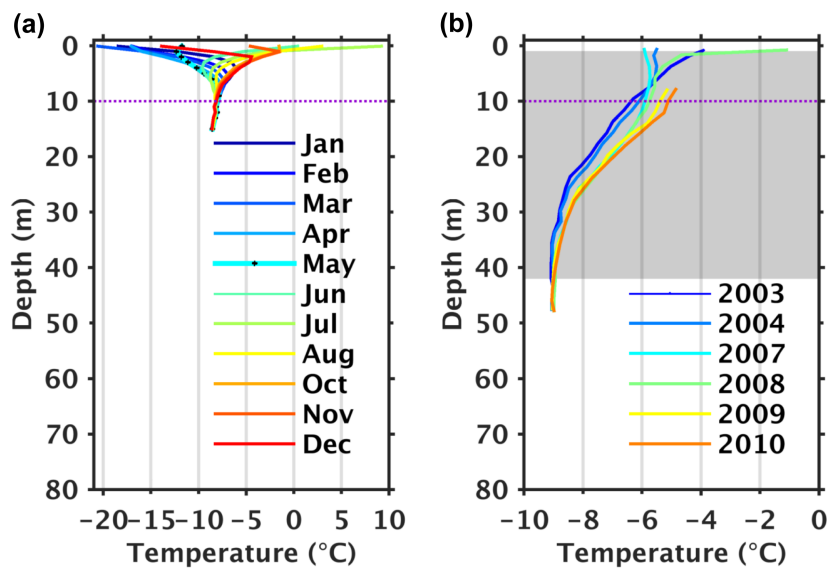 (a)
0
10
20
30
40
50
60
70
80
Depth (m)
Jan
Feb
Mar
Apr
May
Jun
Jul
Aug
Oct
Nov
Dec
−20 −15 −10 −5 0 5 10
Temperature (°C)
(b)
0
10
20
30
40
50
60
70
80
Depth (m)
2003
2004
2007
2008
2009
2010
−10 −8 −6 −4 −2 0
Temperature (°C)